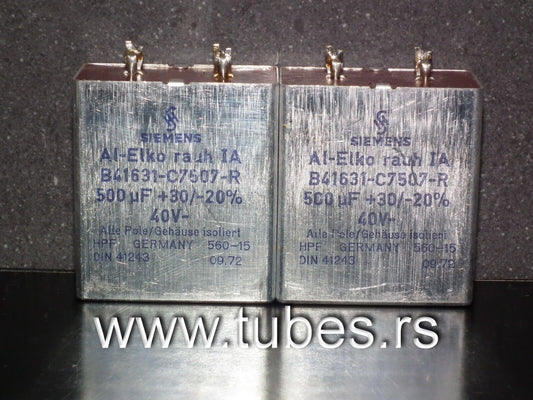 SIEMENS
Al-Elko rauh IA
B41631-C7507-R
500 µF +30/-20%
40V-
Alle Pole/Gehäuse isoliert
HPF GERMANY 560-15
DIN 41243 09.72
SIEMENS
Al-Elko rauh IA
B41631-C7507-R
500 µF +30/-20%
40V-
Alle Pole/Gehäuse isoliert
HPF GERMANY 560-15
DIN 41243 09.72
www.tubes.rs